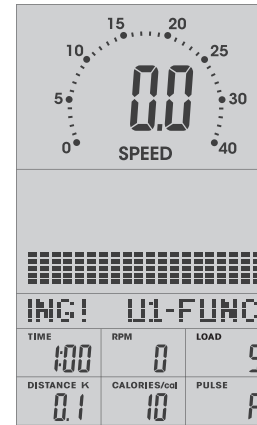 15 20
10 25
5 0.0 30
0 SPEED 40
ING! U1-FUNC
TIME RPM LOAD
1:00 0
DISTANCE K CALORIES/cal PULSE
0.1 10 P